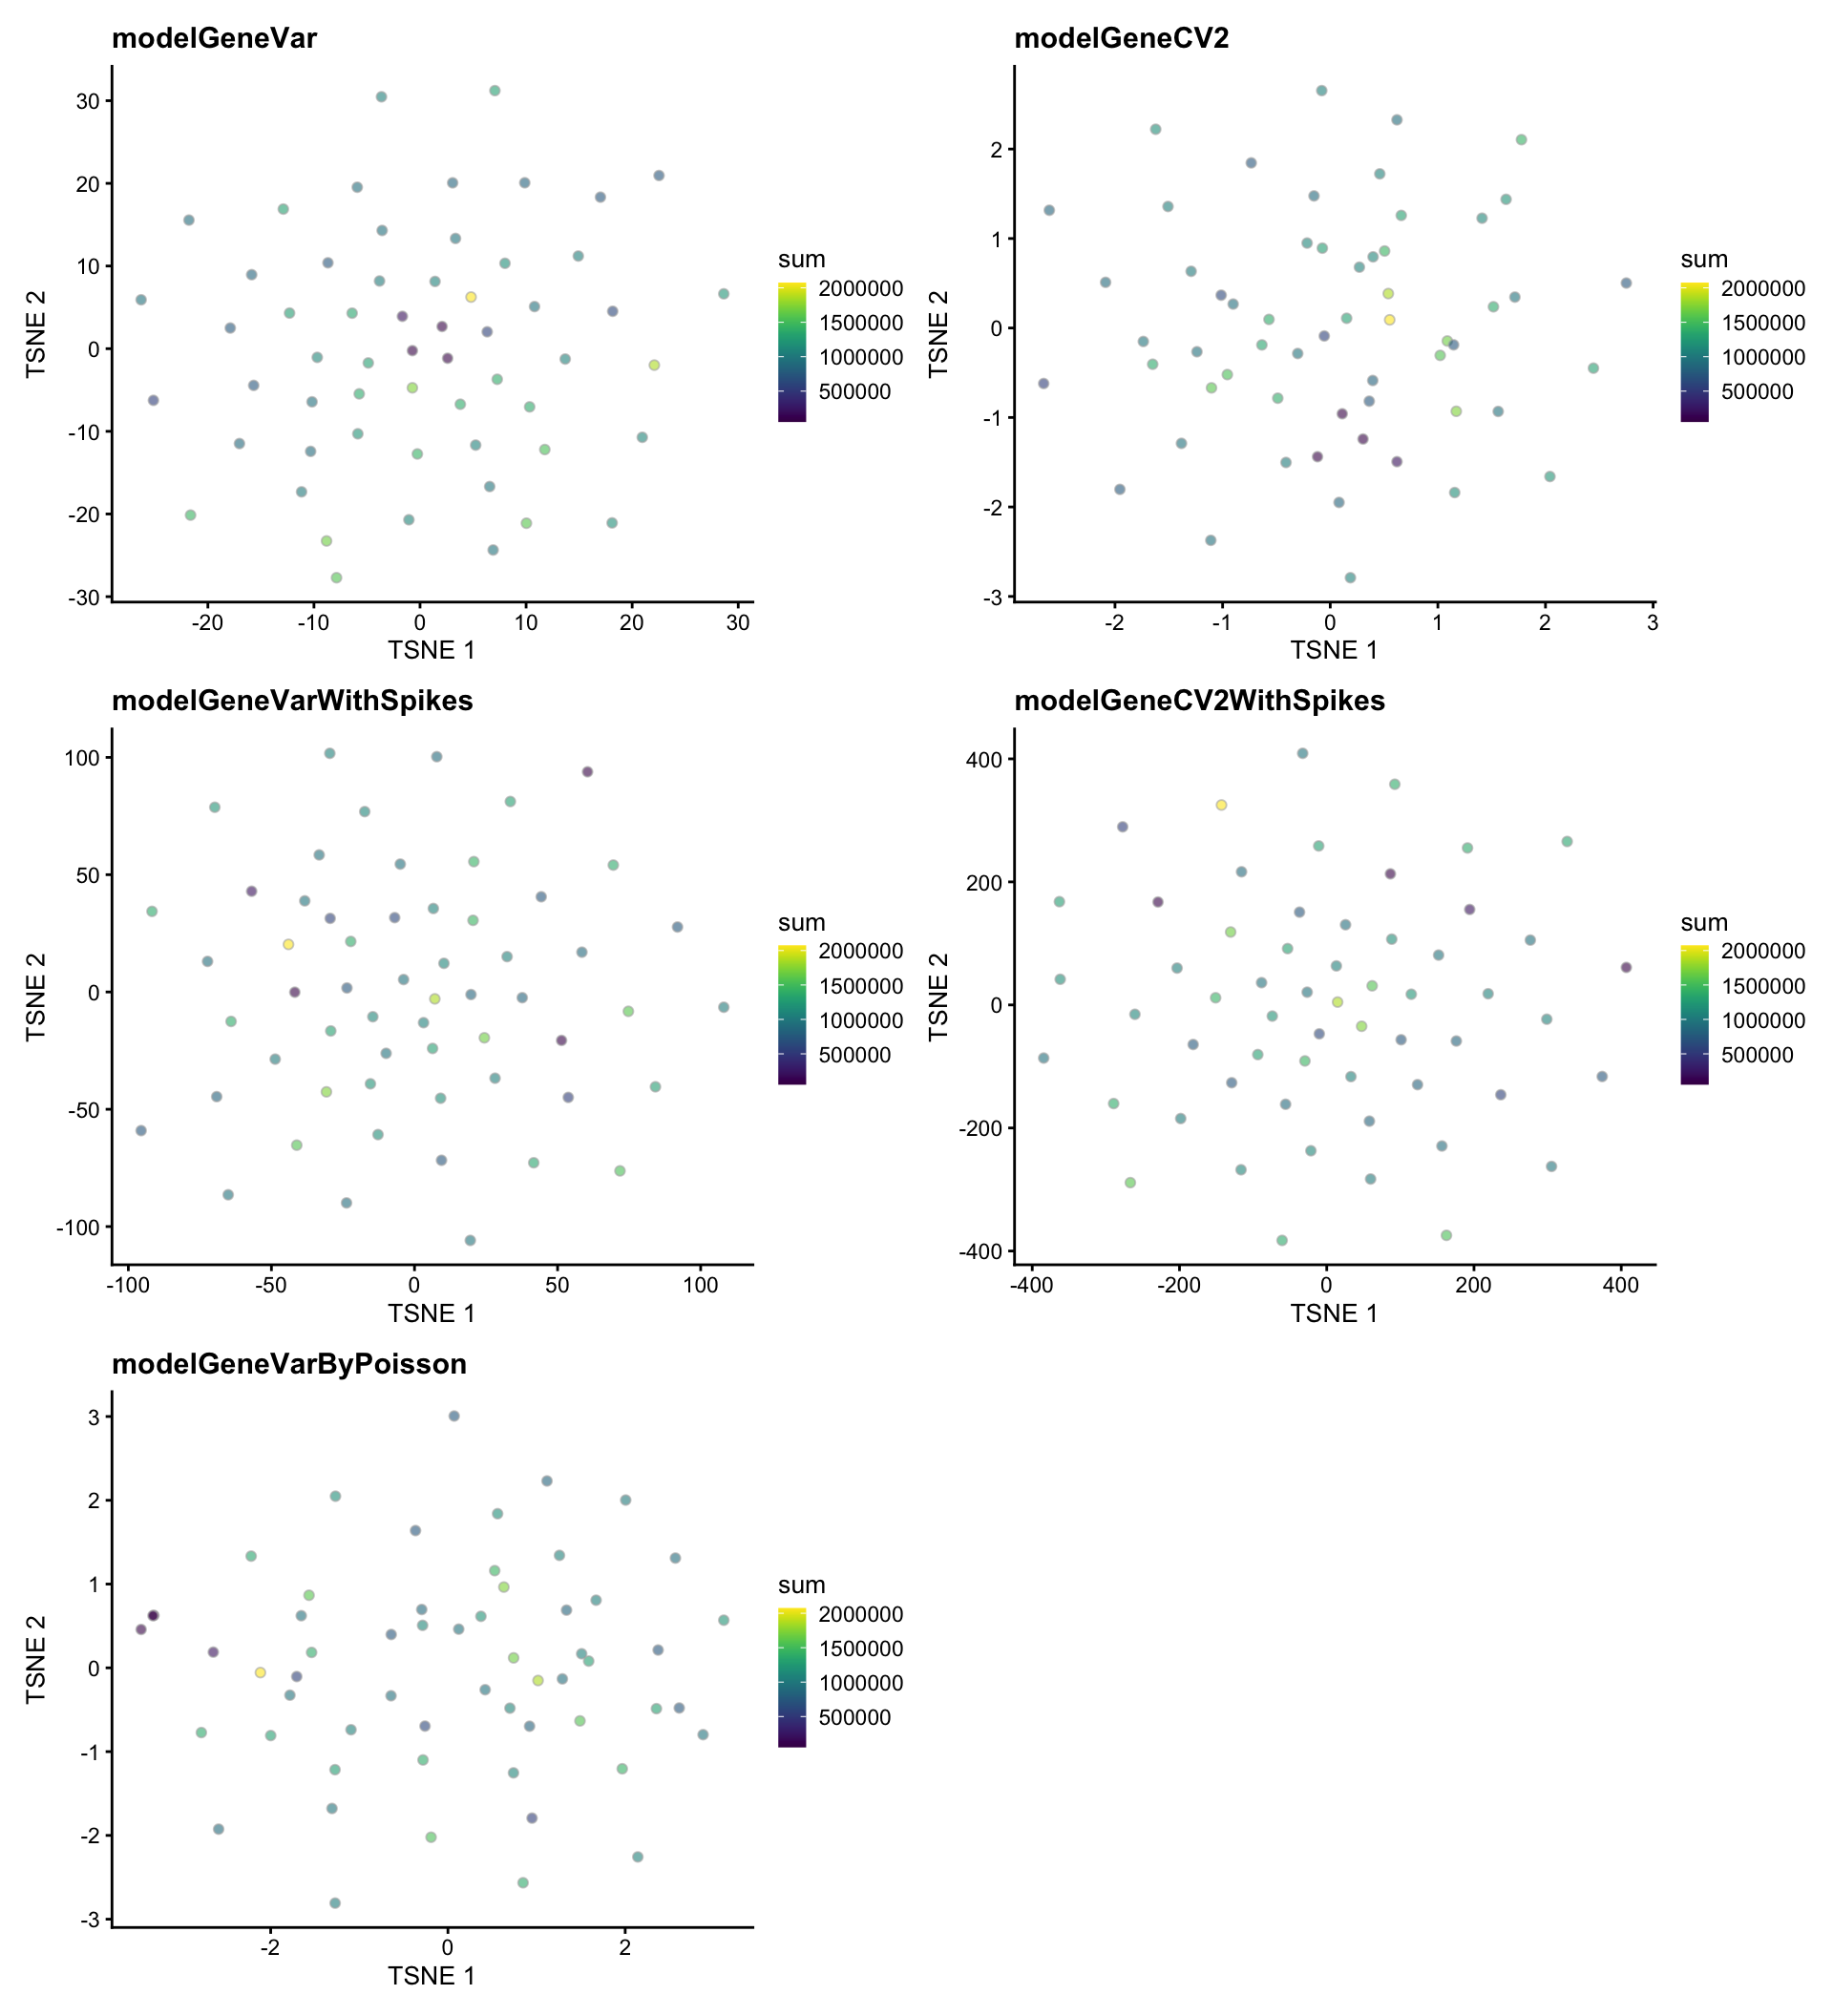 modelGeneVar
30
20
10
0
-10
-20
-30
TSNE 2
-20 -10 0 10 20 30
TSNE 1
sum
2000000
1500000
1000000
500000
modelGeneCV2
2
1
0
-1
-2
-3
TSNE 2
-2 -1 0 1 2 3
TSNE 1
sum
2000000
1500000
1000000
500000
modelGeneVarWithSpikes
100
50
0
-50
-100
TSNE 2
-100 -50 0 50 100
TSNE 1
sum
2000000
1500000
1000000
500000
modelGeneCV2WithSpikes
400
200
0
-200
-400
TSNE 2
-400 -200 0 200 400
TSNE 1
sum
2000000
1500000
1000000
500000
modelGeneVarByPoisson
3
2
1
0
-1
-2
-3
TSNE 2
-2 0 2
TSNE 1
sum
2000000
1500000
1000000
500000